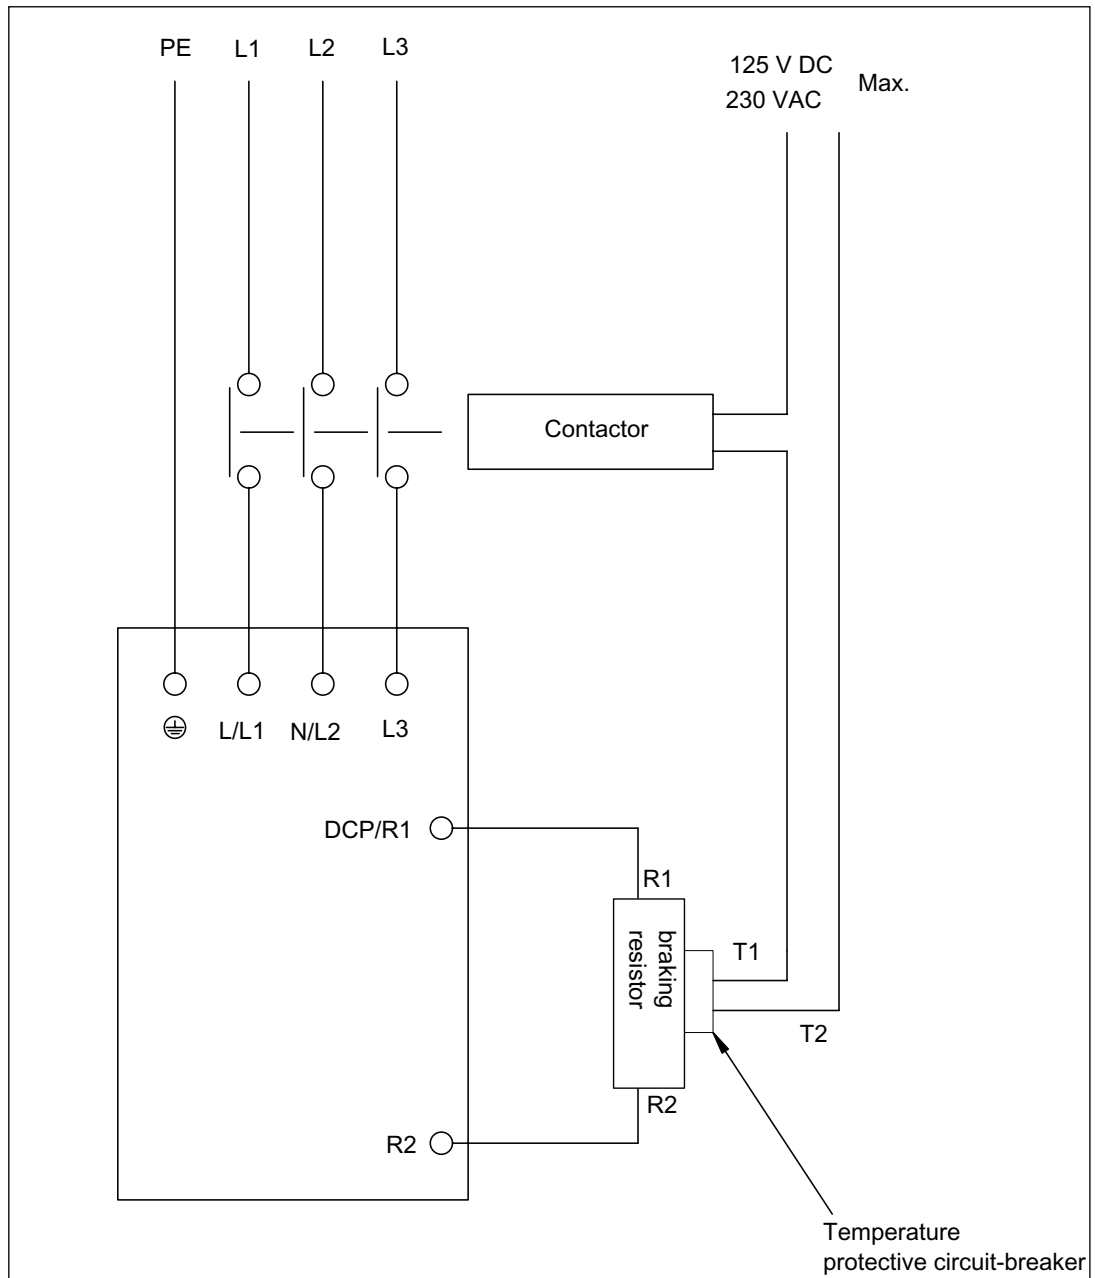 PE
L1
L2
L3
125 V DC
230 VAC
Max.
Contactor
L/L1
N/L2
L3
DCP/R1
R1
braking
resistor
T1
T2
R2
R2
Temperature
protective circuit-breaker